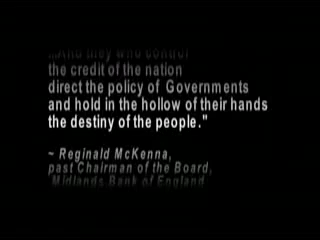 ...And they who control
the credit of the nation
direct the policy of Governments
and hold in the hollow of their hands
the destiny of the people."
~ Reginald McKenna,
past Chairman of the Board,
Midlands Bank of England